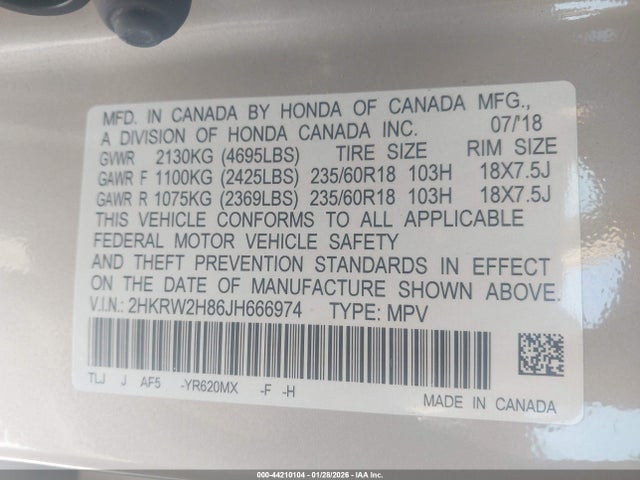 MFD. IN CANADA BY HONDA OF CANADA MFG.,
A DIVISION OF HONDA CANADA INC. 07/'18
GVWR 2130KG (4695LBS) TIRE SIZE RIM SIZE
GAWR F 1100KG (2425LBS) 235/60R18 103H 18X7.5J
GAWR R 1075KG (2369LBS) 235/60R18 103H 18X7.5J
THIS VEHICLE CONFORMS TO ALL APPLICABLE
FEDERAL MOTOR VEHICLE SAFETY
AND THEFT PREVENTION STANDARDS IN EFFECT
ON THE DATE OF MANUFACTURE SHOWN ABOVE.
V.I.N.: 2HKRW2H86JH666974 TYPE: MPV
TLJ J AF5 -YR620MX -F -H
MADE IN CANADA
000-44210104 | 01/28/2026 | IAA Inc.